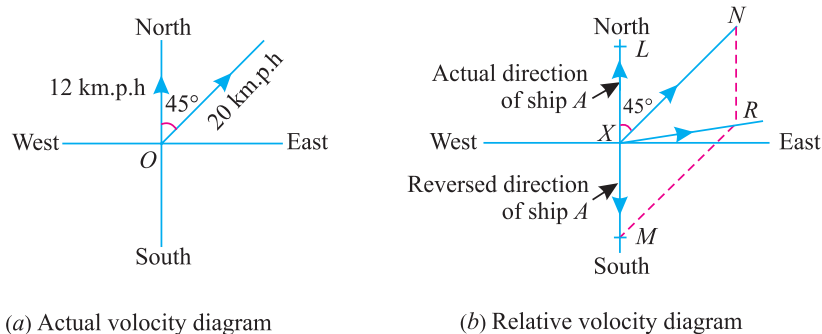 North
12 km.p.h
45°
20 km.p.h
West
East
O
South
(a) Actual volocity diagram
North
N
L
Actual direction
of ship A
45°
X
R
West
East
Reversed direction
of ship A
M
South
(b) Relative volocity diagram